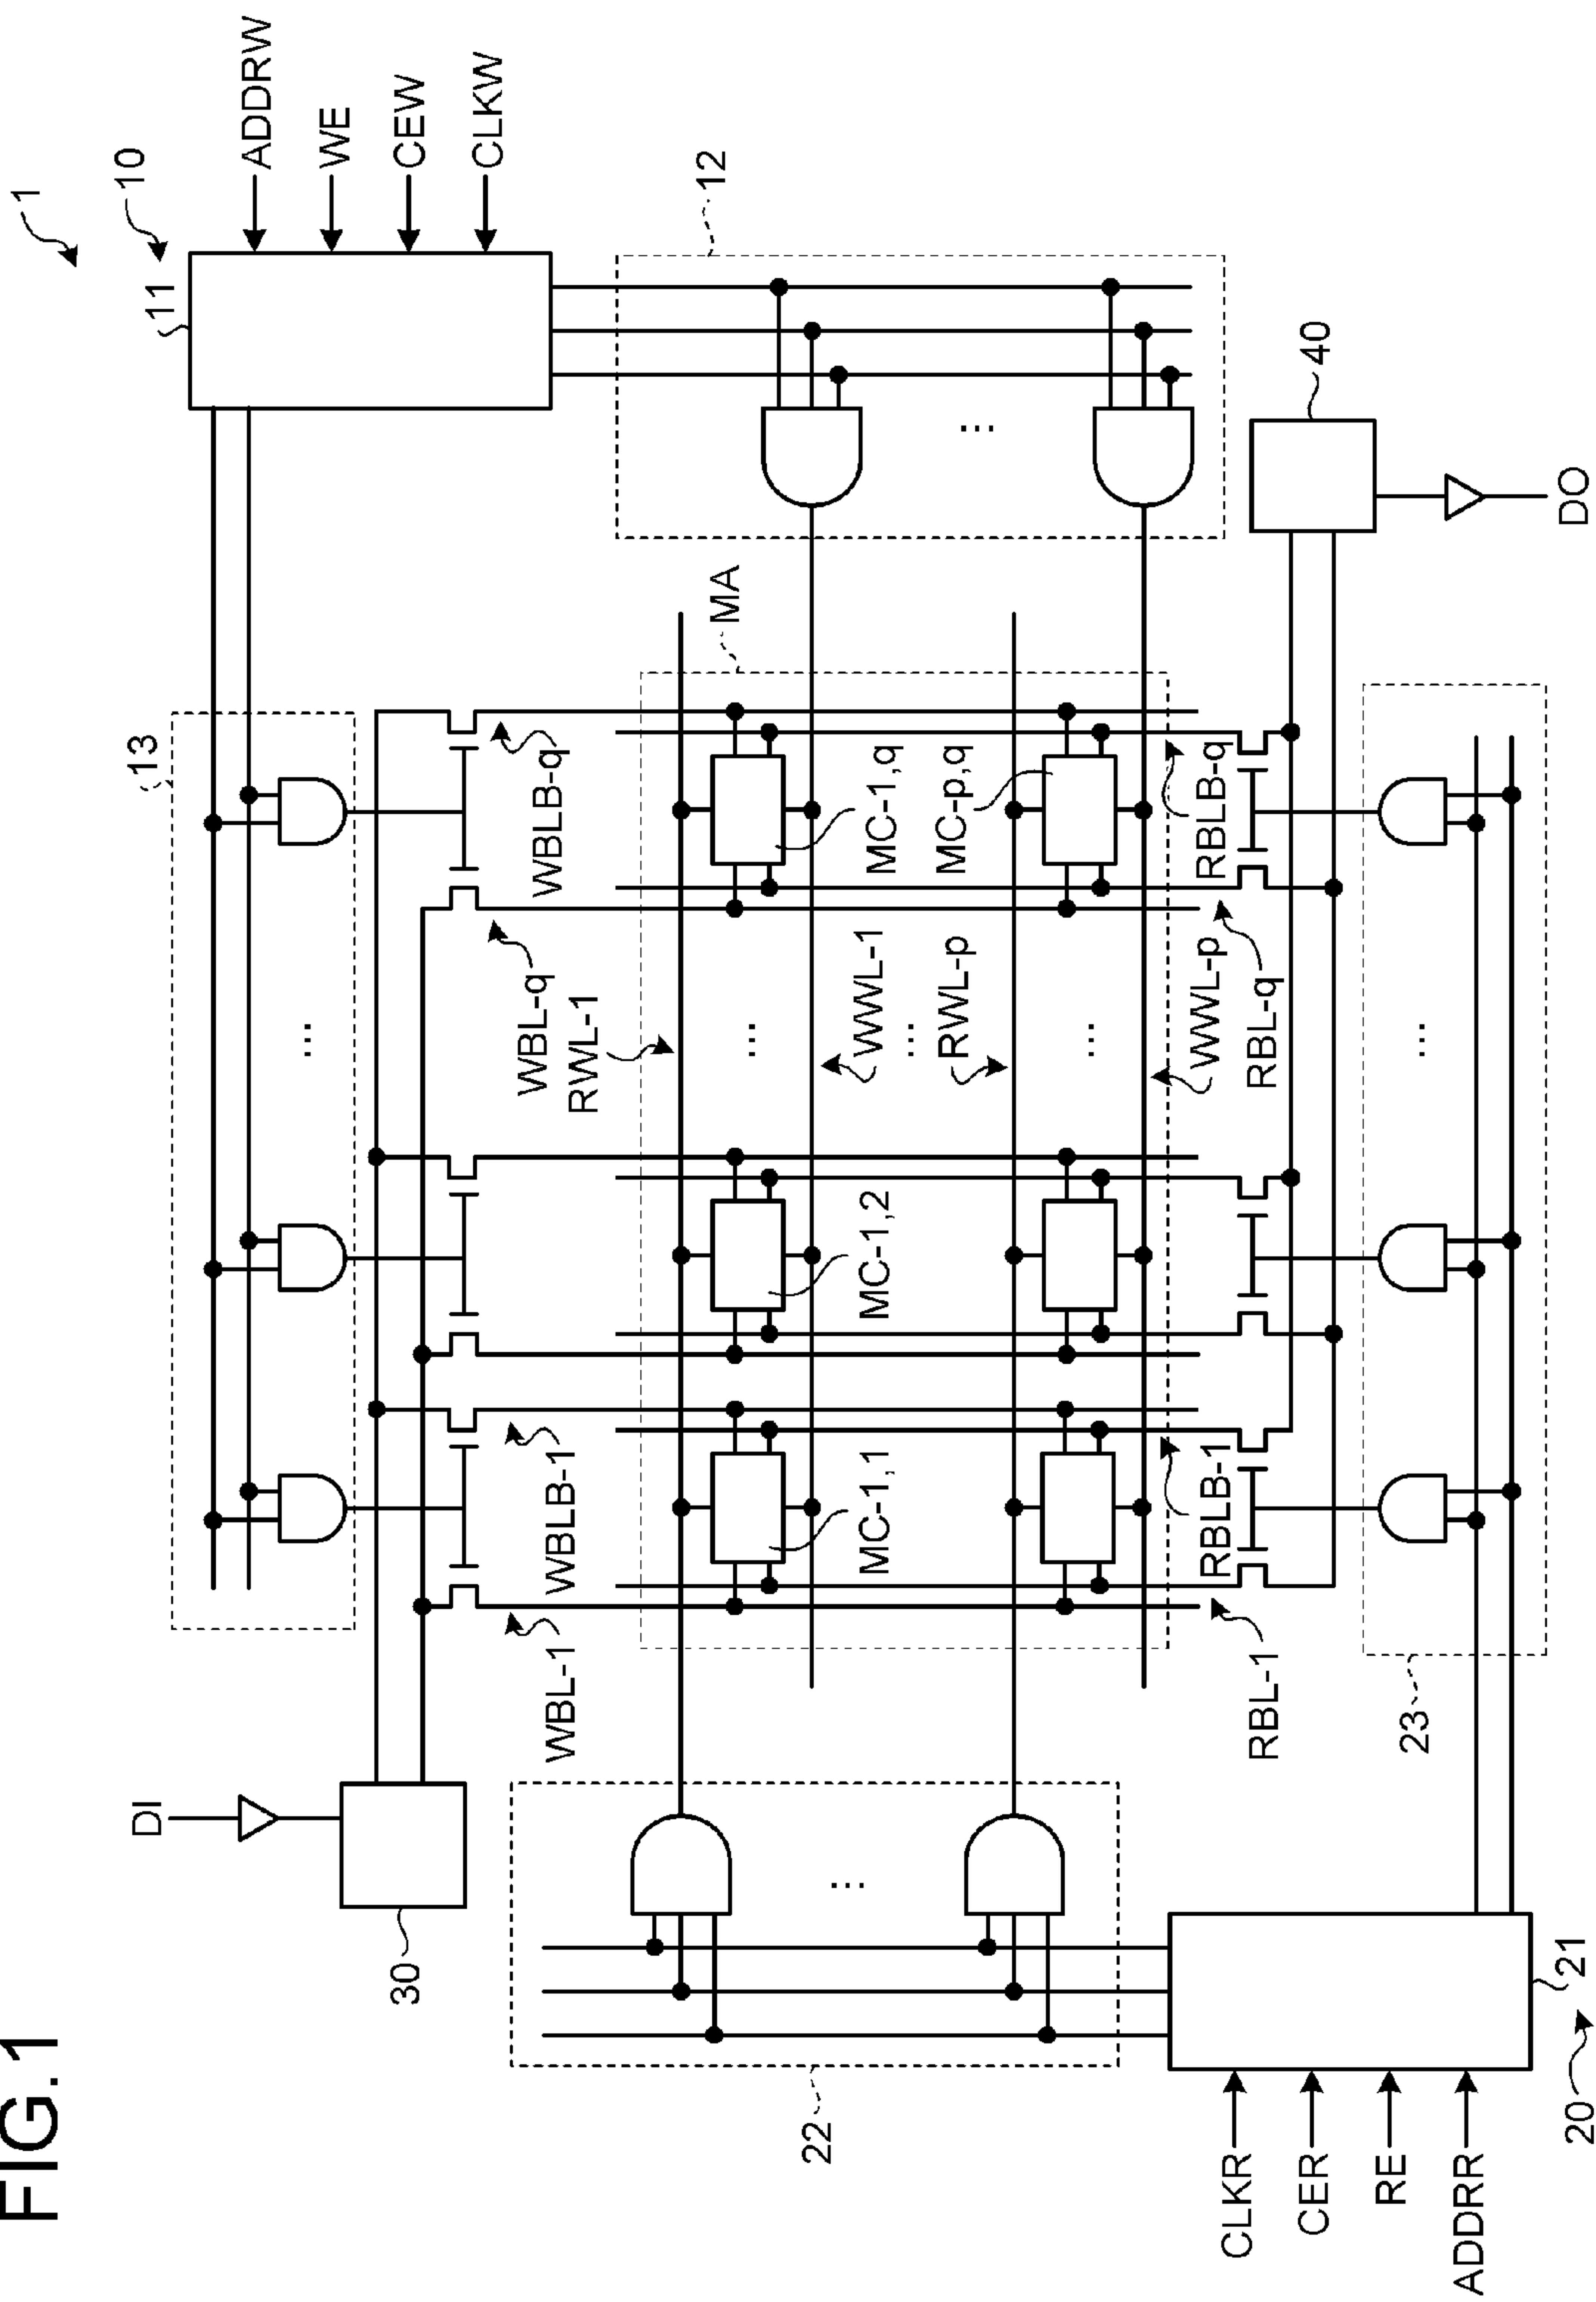 FIG.1
1
10
11
ADDRW
WE
CEW
CLKW
12
13
...
WBLB-q
WBL-q
RWL-1
MA
40
DO
DI
30
WBL-1
WBLB-1
MC-1,1
MC-1,2
MC-1,q
MC-p,q
...
WWL-1
...
RWL-p
...
WWL-p
RBLB-q
RBL-q
RBLB-1
RBL-1
...
...
22
...
23
CLKR
CER
RE
ADDRR
20
21